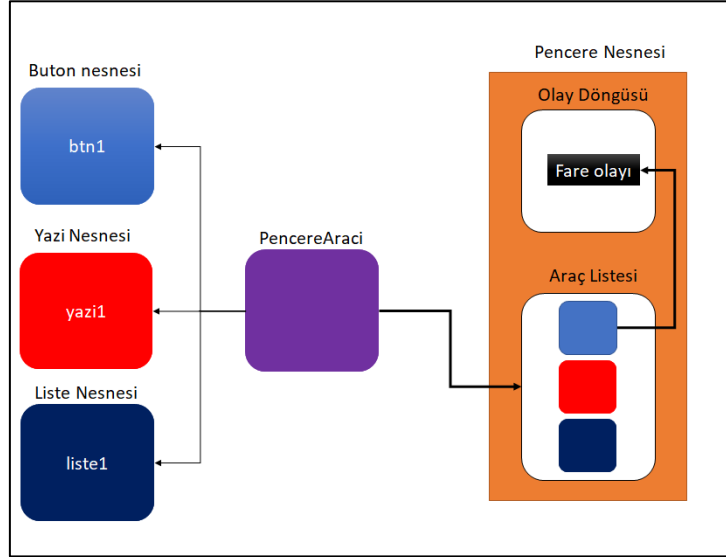 Buton nesnesi
btn1
Yazi Nesnesi
yazi1
Liste Nesnesi
liste1
PencereAraci
Pencere Nesnesi
Olay Döngüsü
Fare olayı
Araç Listesi